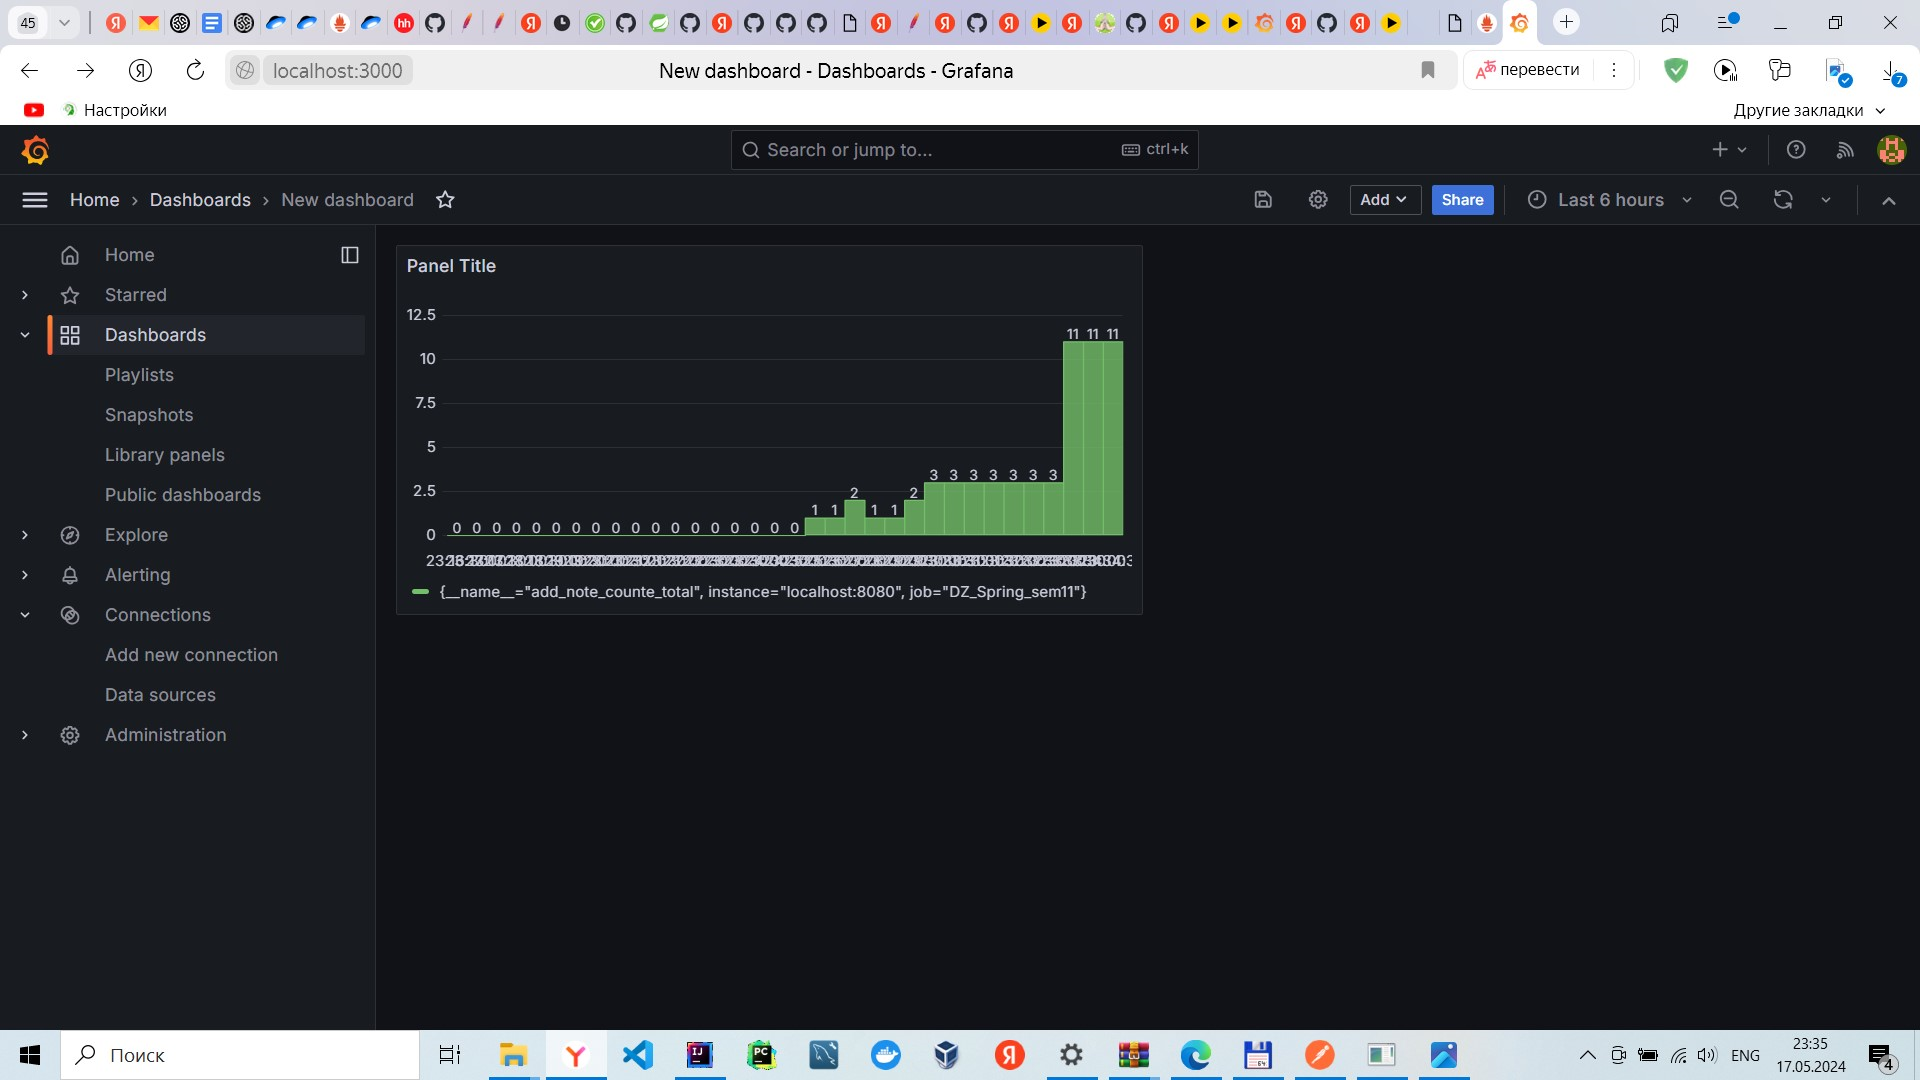 45
localhost:3000
New dashboard - Dashboards - Grafana
перевести
7
Настройки
Другие закладки
Search or jump to...
ctrl+k
Home › Dashboards › New dashboard
Add
Share
Last 6 hours
Home
Starred
Dashboards
Playlists
Snapshots
Library panels
Public dashboards
Explore
Alerting
Connections
Add new connection
Data sources
Administration
Panel Title
12.5
10
7.5
5
2.5
0
0 0 0 0 0 0 0 0 0 0 0 0 0 0 0 0 0 0 1 1 2 1 1 2 3 3 3 3 3 3 3 11 11 11
{__name__="add_note_counte_total", instance="localhost:8080", job="DZ_Spring_sem11"}
Поиск
ENG
23:35
17.05.2024
4